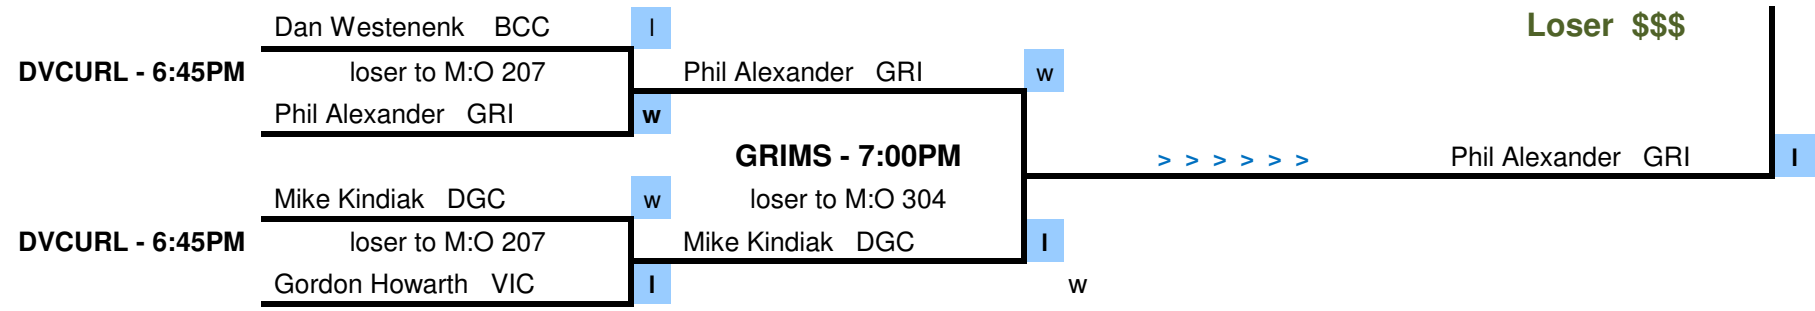 Dan Westenenk BCC l Loser $$$
DVCURL - 6:45PM loser to M:O 207 Phil Alexander GRI w
Phil Alexander GRI w
GRIMS - 7:00PM > > > > > > Phil Alexander GRI l
Mike Kindiak DGC w loser to M:O 304
DVCURL - 6:45PM loser to M:O 207 Mike Kindiak DGC l
Gordon Howarth VIC l w